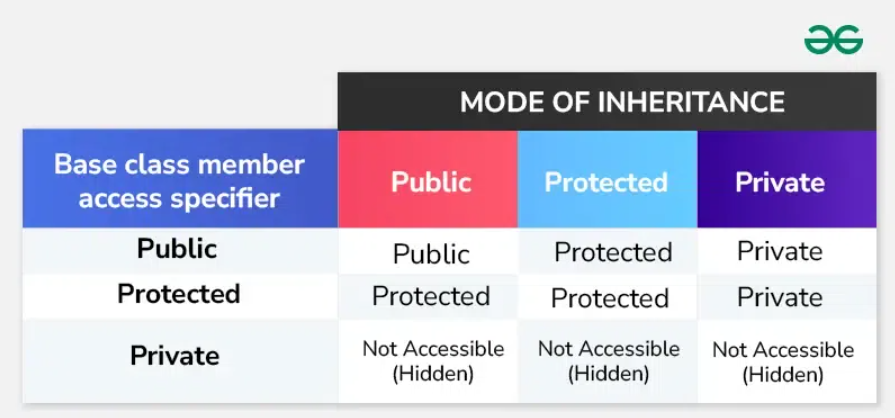 MODE OF INHERITANCE
Base class member
access specifier
Public Protected Private
Public Public Protected Private
Protected Protected Protected Private
Private Not Accessible (Hidden) Not Accessible (Hidden) Not Accessible (Hidden)